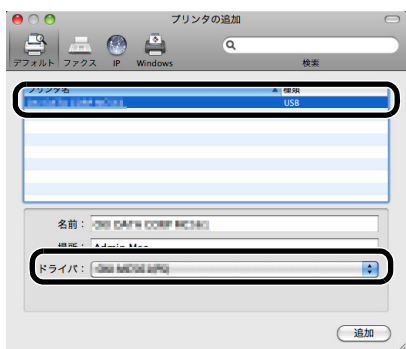 プリンタの追加
デフォルト ファクス IP Windows 検索
プリンタ名 種類
USB
名前：
場所： Admin Mac
ドライバ：
追加